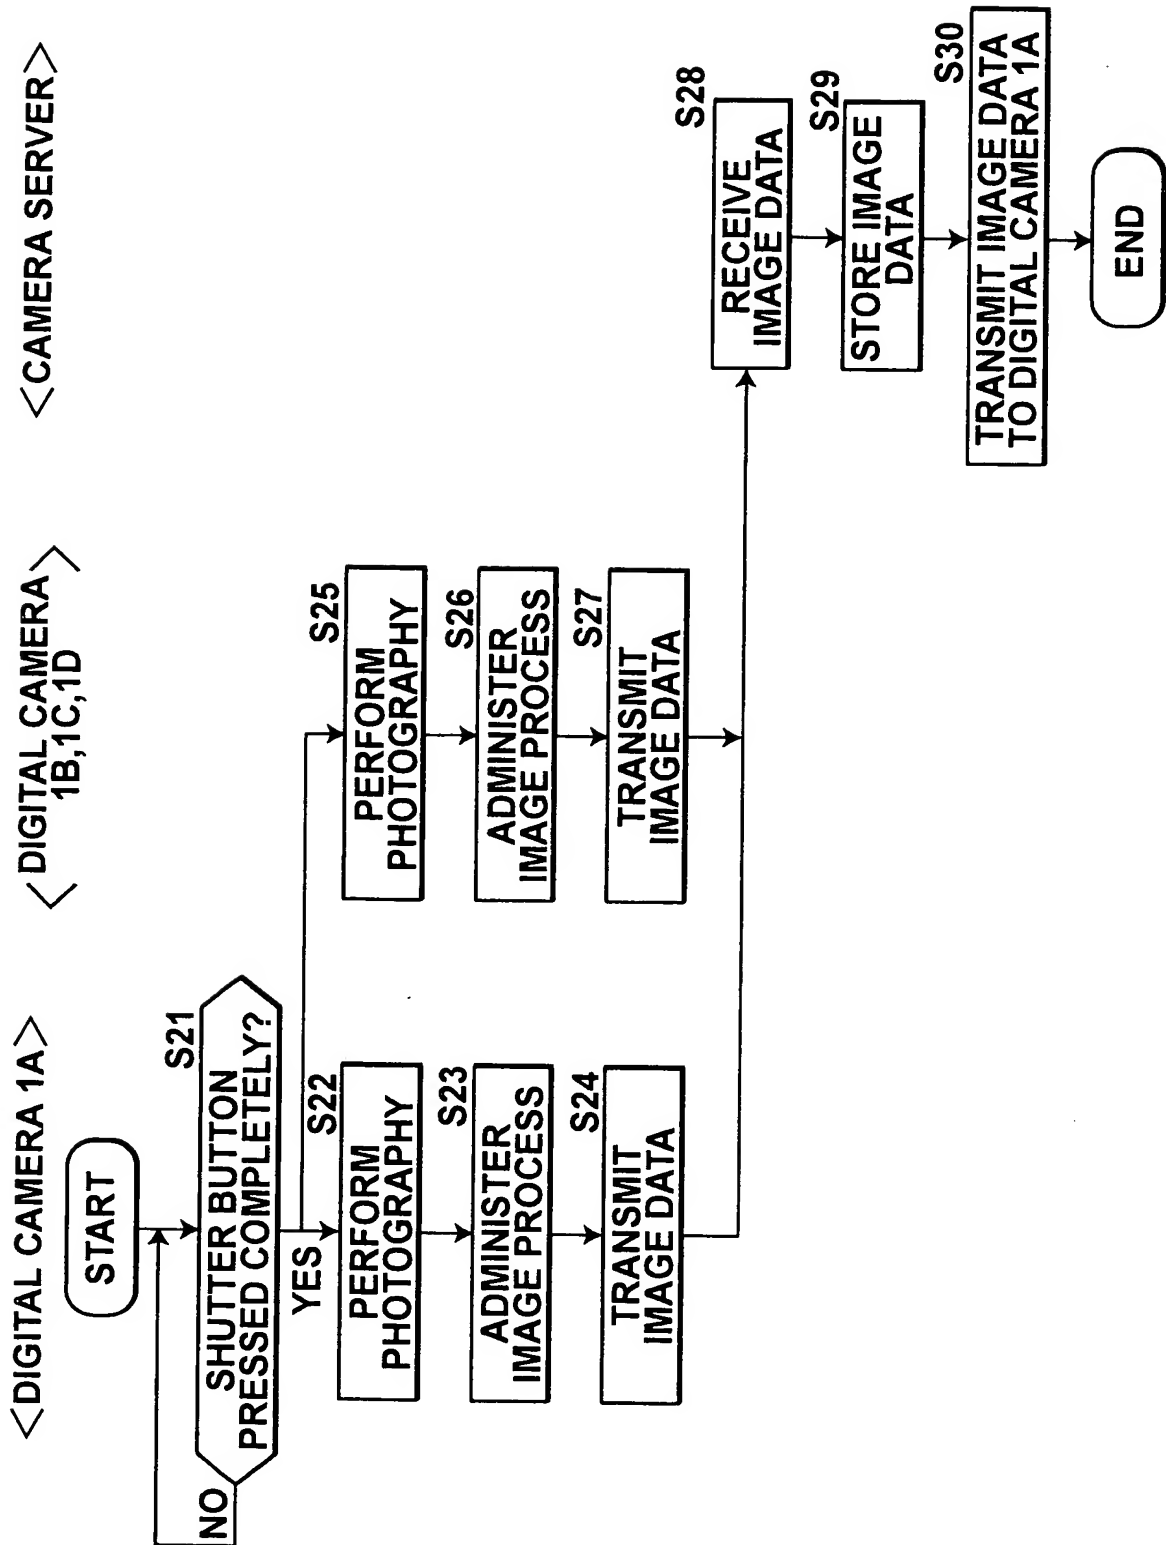 <DIGITAL CAMERA 1A>
START
S21
SHUTTER BUTTON
PRESSED COMPLETELY?
NO
YES
S22
PERFORM
PHOTOGRAPHY
S23
ADMINISTER
IMAGE PROCESS
S24
TRANSMIT
IMAGE DATA
<DIGITAL CAMERA
1B,1C,1D>
S25
PERFORM
PHOTOGRAPHY
S26
ADMINISTER
IMAGE PROCESS
S27
TRANSMIT
IMAGE DATA
<CAMERA SERVER>
S28
RECEIVE
IMAGE DATA
S29
STORE IMAGE
DATA
S30
TRANSMIT IMAGE DATA
TO DIGITAL CAMERA 1A
END